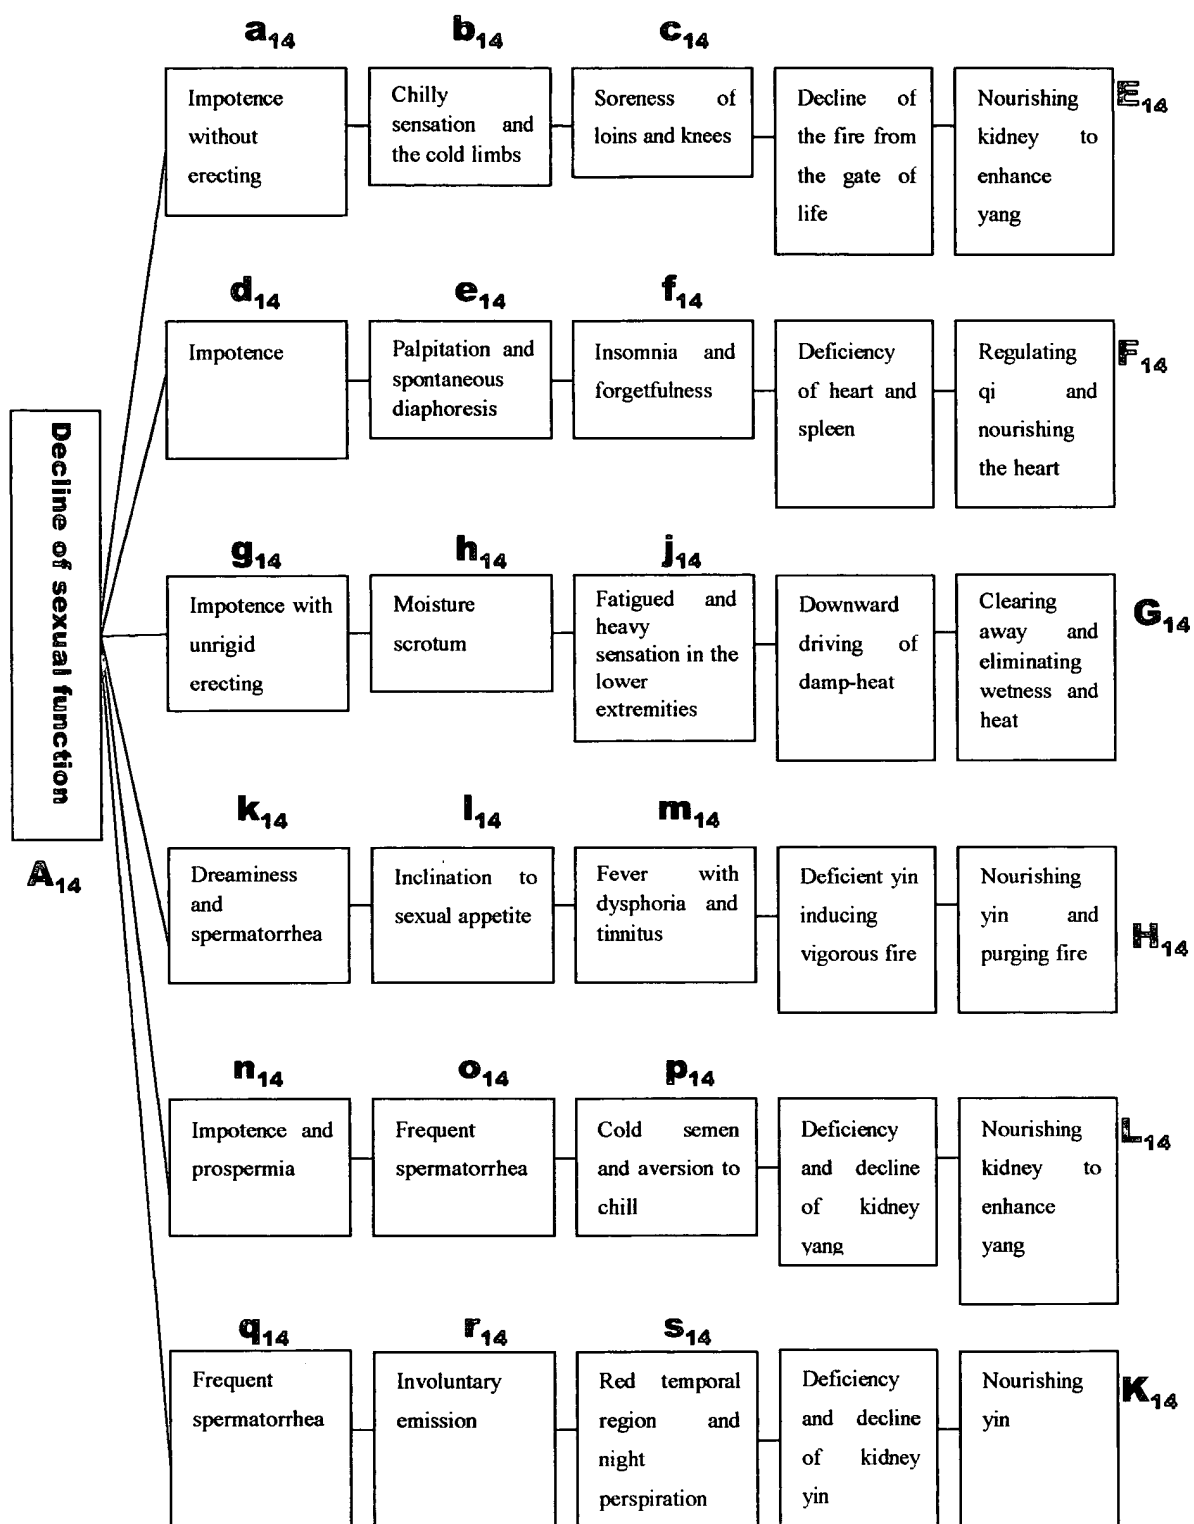 a14
b14
c14
Impotence
without
erecting
Chilly
sensation and
the cold limbs
Soreness of
loins and knees
Decline of
the fire from
the gate of
life
Nourishing
kidney to
enhance
yang
E14
d14
e14
f14
Impotence
Palpitation and
spontaneous
diaphoresis
Insomnia and
forgetfulness
Deficiency
of heart and
spleen
Regulating
qi and
nourishing
the heart
F14
Decline of sexual function
A14
g14
h14
j14
Impotence with
unrigid
erecting
Moisture
scrotum
Fatigued and
heavy
sensation in the
lower
extremities
Downward
driving of
damp-heat
Clearing
away and
eliminating
wetness and
heat
G14
k14
l14
m14
Dreaminess
and
spermatorrhea
Inclination to
sexual appetite
Fever with
dysphoria and
tinnitus
Deficient yin
inducing
vigorous fire
Nourishing
yin and
purging fire
H14
n14
o14
p14
Impotence and
prospermia
Frequent
spermatorrhea
Cold semen
and aversion to
chill
Deficiency
and decline
of kidney
yang
Nourishing
kidney to
enhance
yang
L14
q14
r14
s14
Frequent
spermatorrhea
Involuntary
emission
Red temporal
region and
night
perspiration
Deficiency
and decline
of kidney
yin
Nourishing
yin
K14